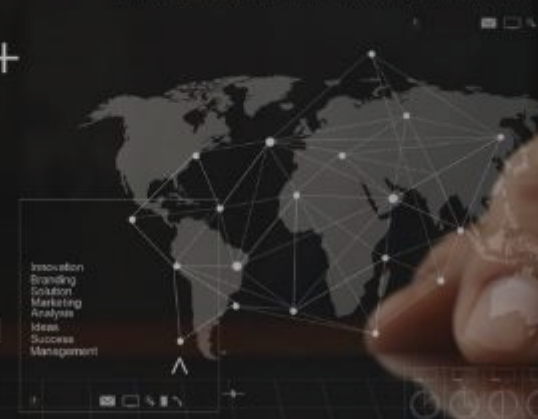 Innovation
Branding
Solution
Marketing
Analysis
Ideas
Success
Management